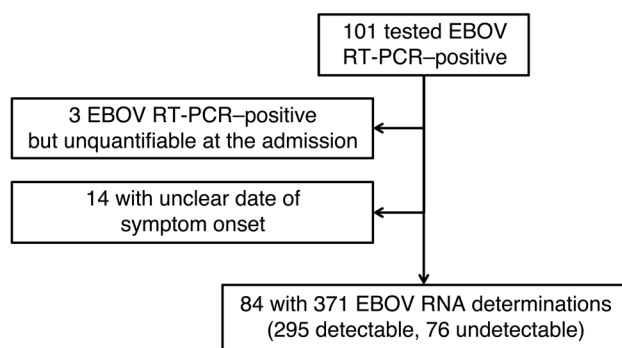 101 tested EBOV
RT-PCR–positive
3 EBOV RT-PCR–positive
but unquantifiable at the admission
14 with unclear date of
symptom onset
84 with 371 EBOV RNA determinations
(295 detectable, 76 undetectable)